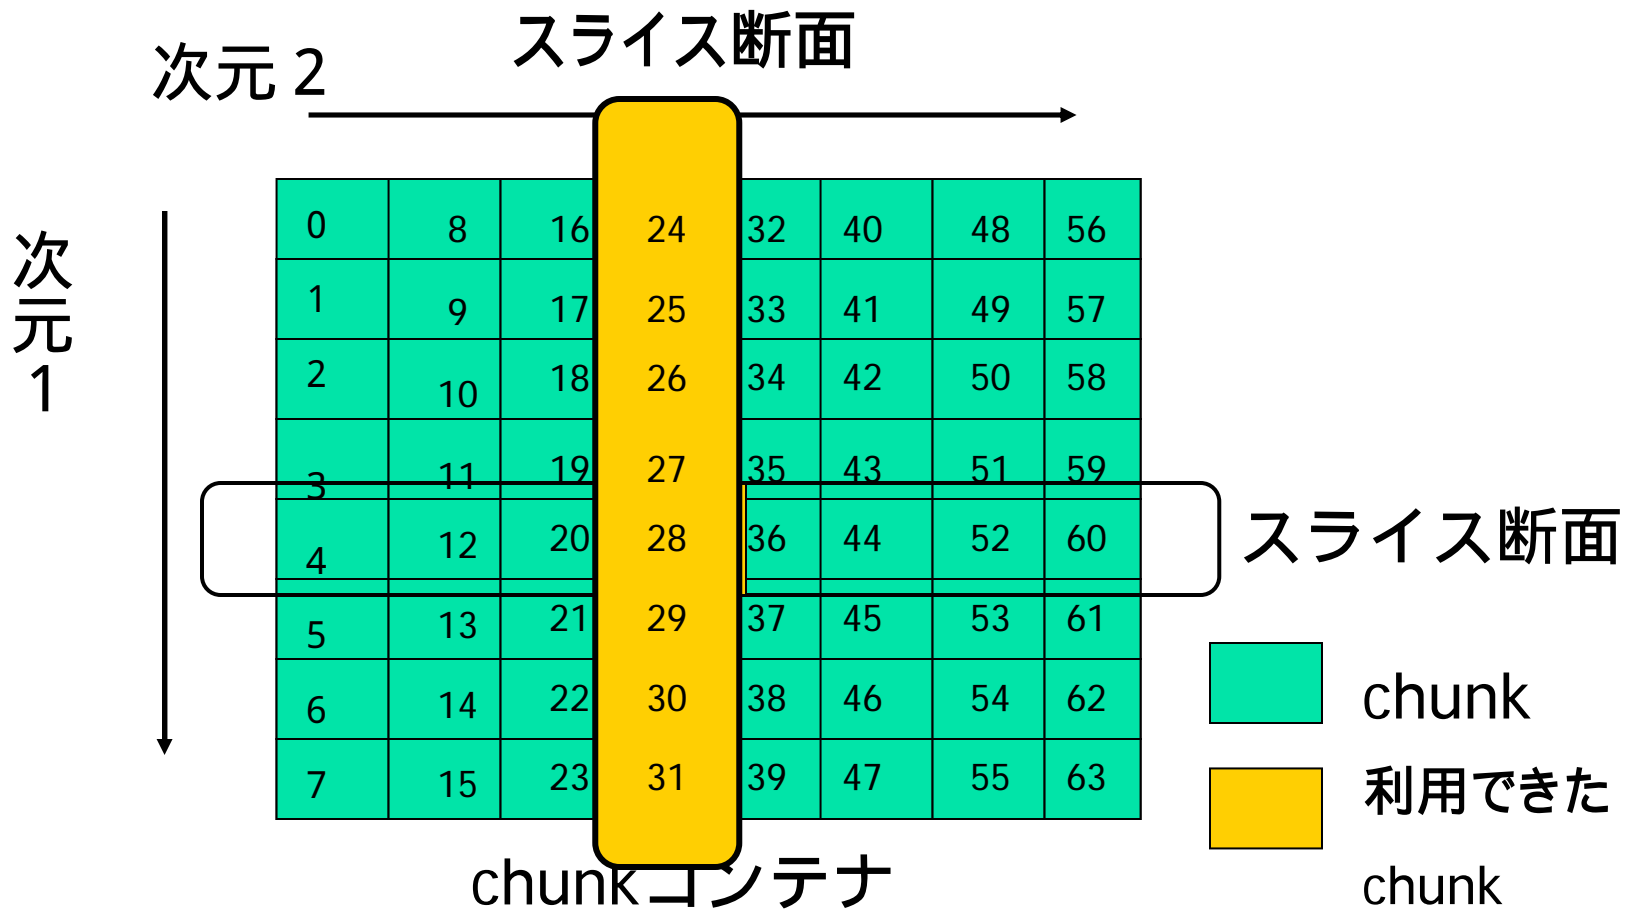 スライス断面
次元 2
次元1
0 8 16 24 32 40 48 56
1 9 17 25 33 41 49 57
2 10 18 26 34 42 50 58
3 11 19 27 35 43 51 59
4 12 20 28 36 44 52 60
スライス断面
5 13 21 29 37 45 53 61
6 14 22 30 38 46 54 62
7 15 23 31 39 47 55 63
chunk
利用できた
chunk
chunkコンテナ